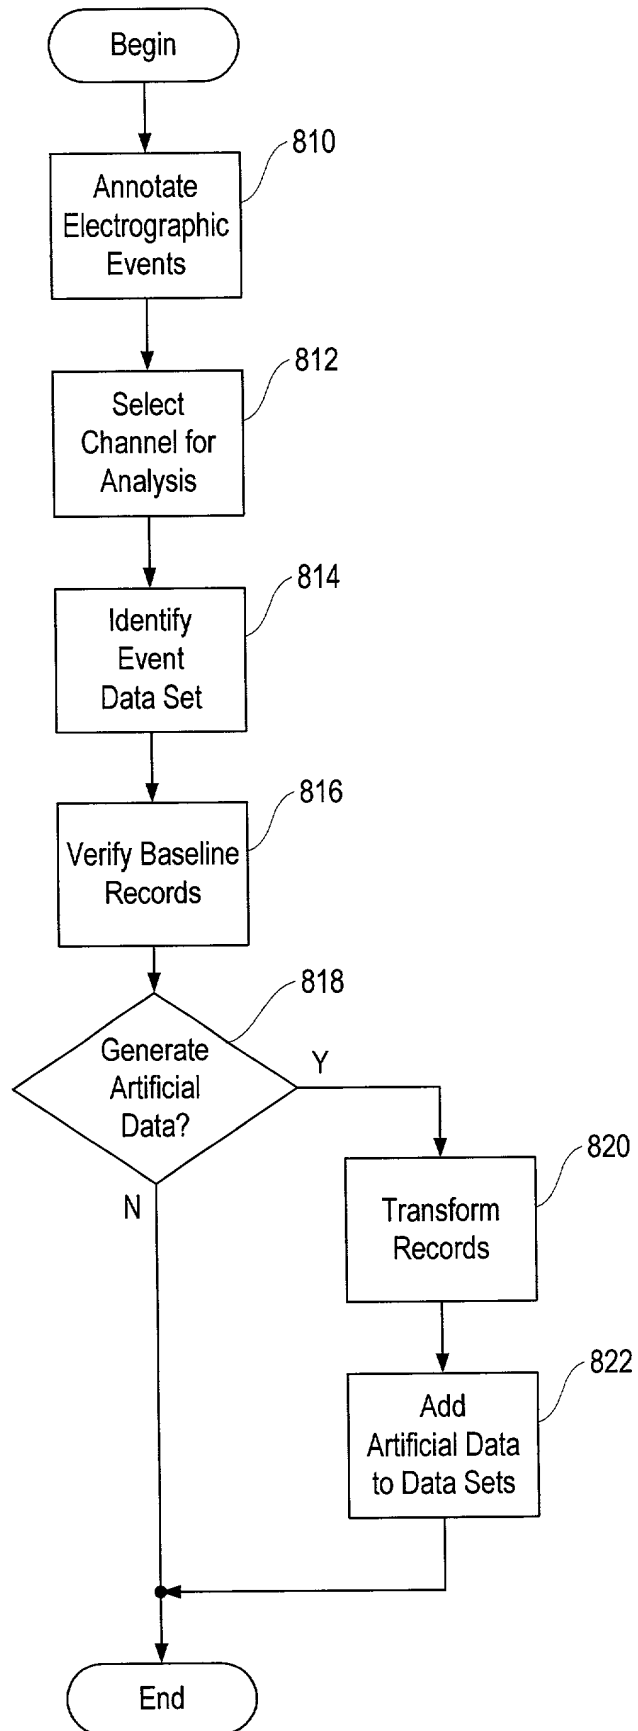 Begin
810
Annotate
Electrographic
Events
812
Select
Channel for
Analysis
814
Identify
Event
Data Set
816
Verify Baseline
Records
818
Generate
Artificial
Data?
Y
N
820
Transform
Records
822
Add
Artificial Data
to Data Sets
End